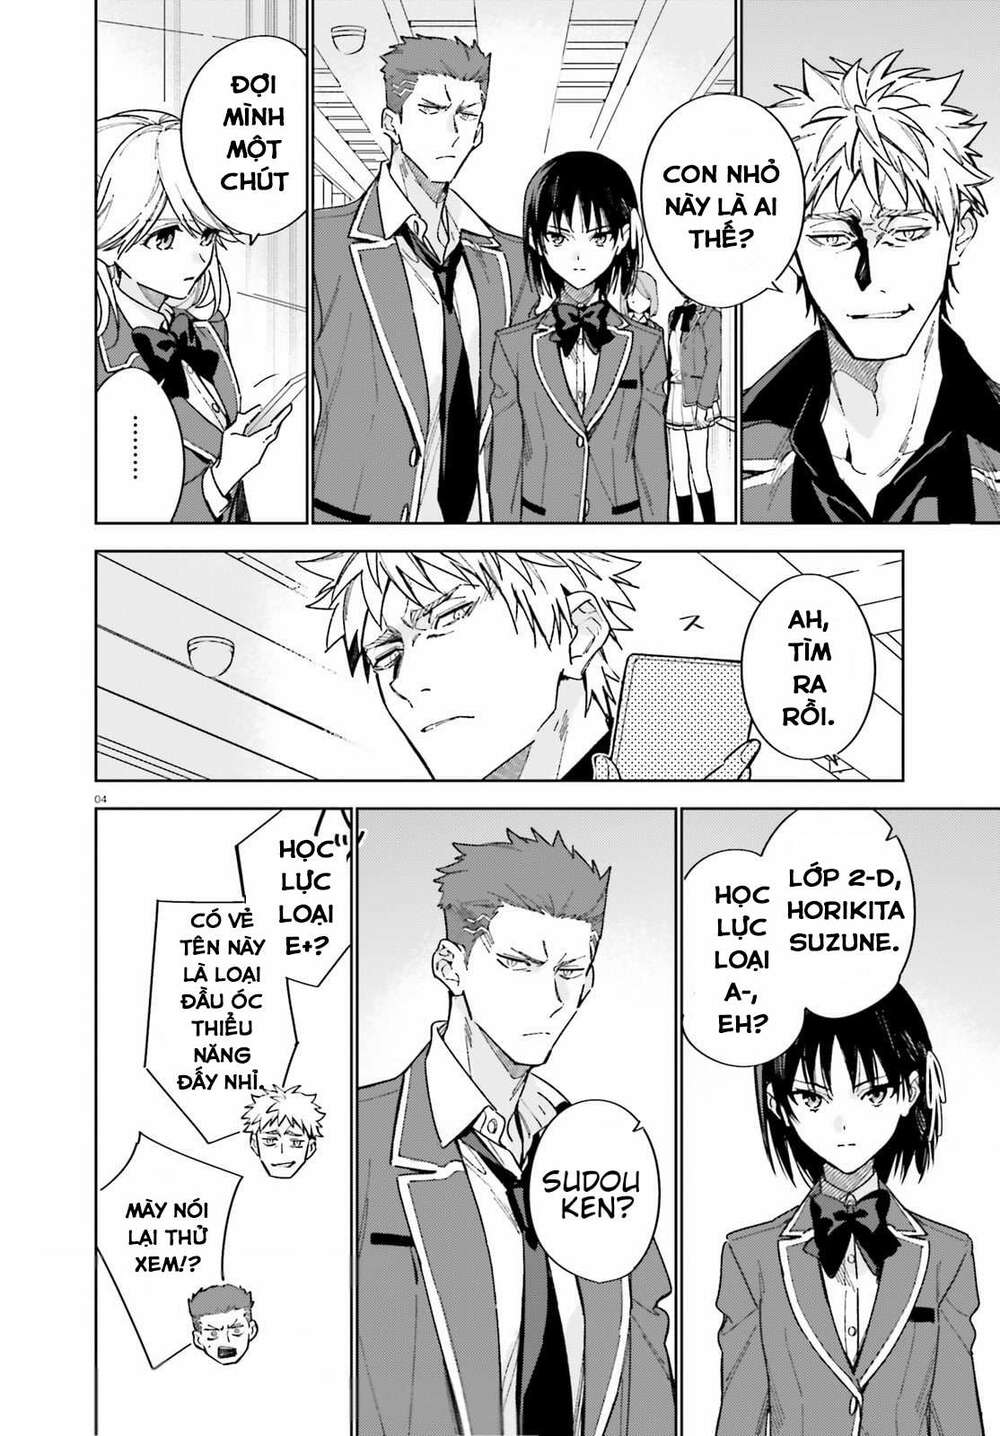 CON NHỎ
NÀY LÀ AI
THẾ?
ĐỢI
MÌNH
MỘT
CHÚT
.........
AH,
TÌM
RA
RỒI.
ス
04
LỚP 2-D,
HORIKITA
SUZUNE.
HỌC
LỰC
LOẠI
A-,
EH?
SUDOU
KEN?
HỌC
LỰC
LOẠI
E+?
CÓ VẺ
TÊN NÀY
LÀ LOẠI
ĐẦU ÓC
THIỂU
NĂNG
ĐẤY NHỈ.
MÀY NÓI
LẠI THỬ
XEM!?